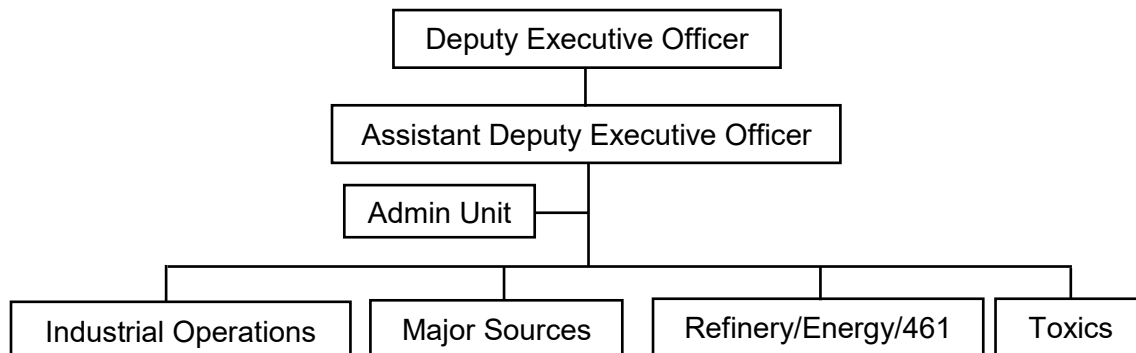 Deputy Executive Officer
Assistant Deputy Executive Officer
Admin Unit
Industrial Operations
Major Sources
Refinery/Energy/461
Toxics